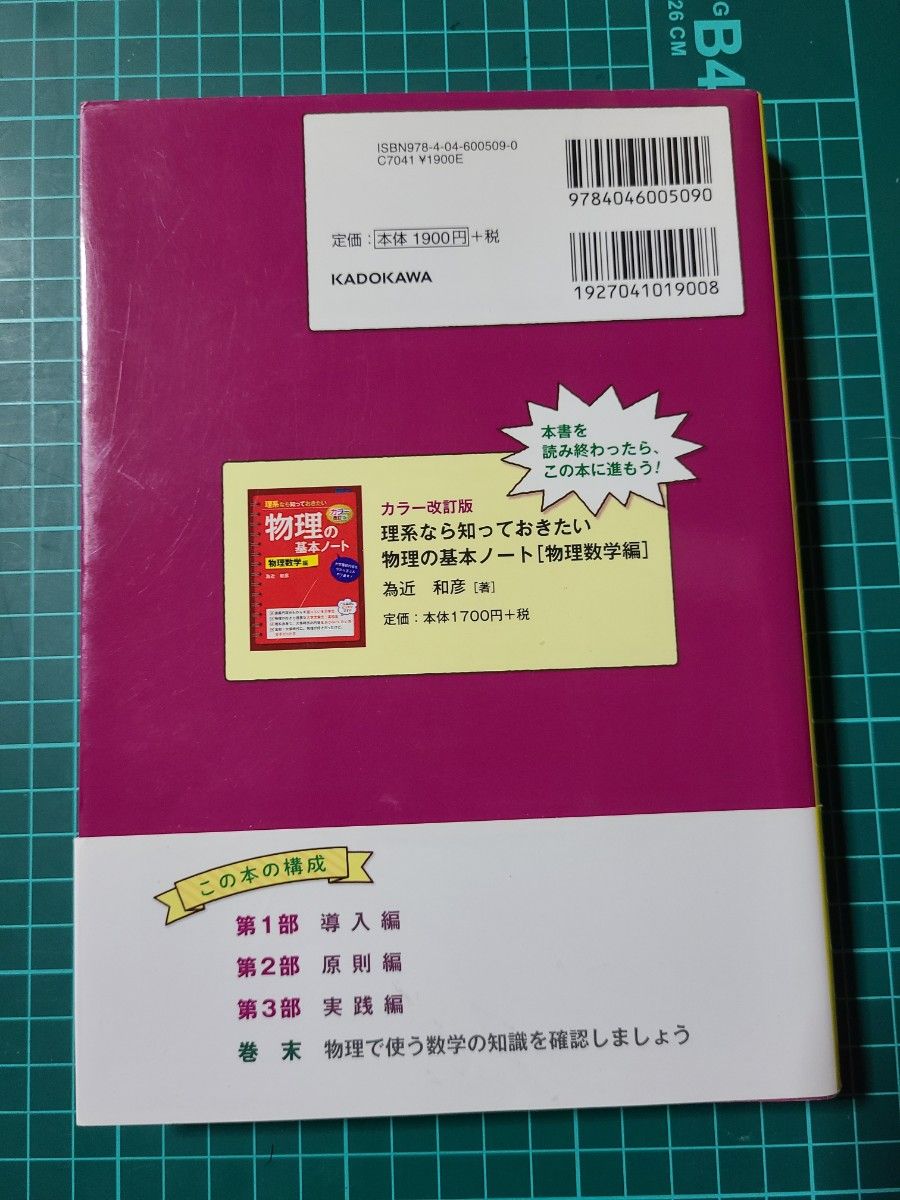 B4
26 CM
ISBN978-4-04-600509-0
C7041 ¥1900E
9784046005090
定価：本体 1900円＋税
KADOKAWA
1927041019008
本書を
読み終わったら、
この本に進もう！
カラー改訂版
理系なら知っておきたい
物理の基本ノート［物理数学編］
為近 和彦［著］
定価：本体1700円＋税
理系なら知っておきたい
物理の
基本ノート
物理数学編
為近 和彦
この本の構成
第1部 導入編
第2部 原則編
第3部 実践編
巻末 物理で使う数学の知識を確認しましょう